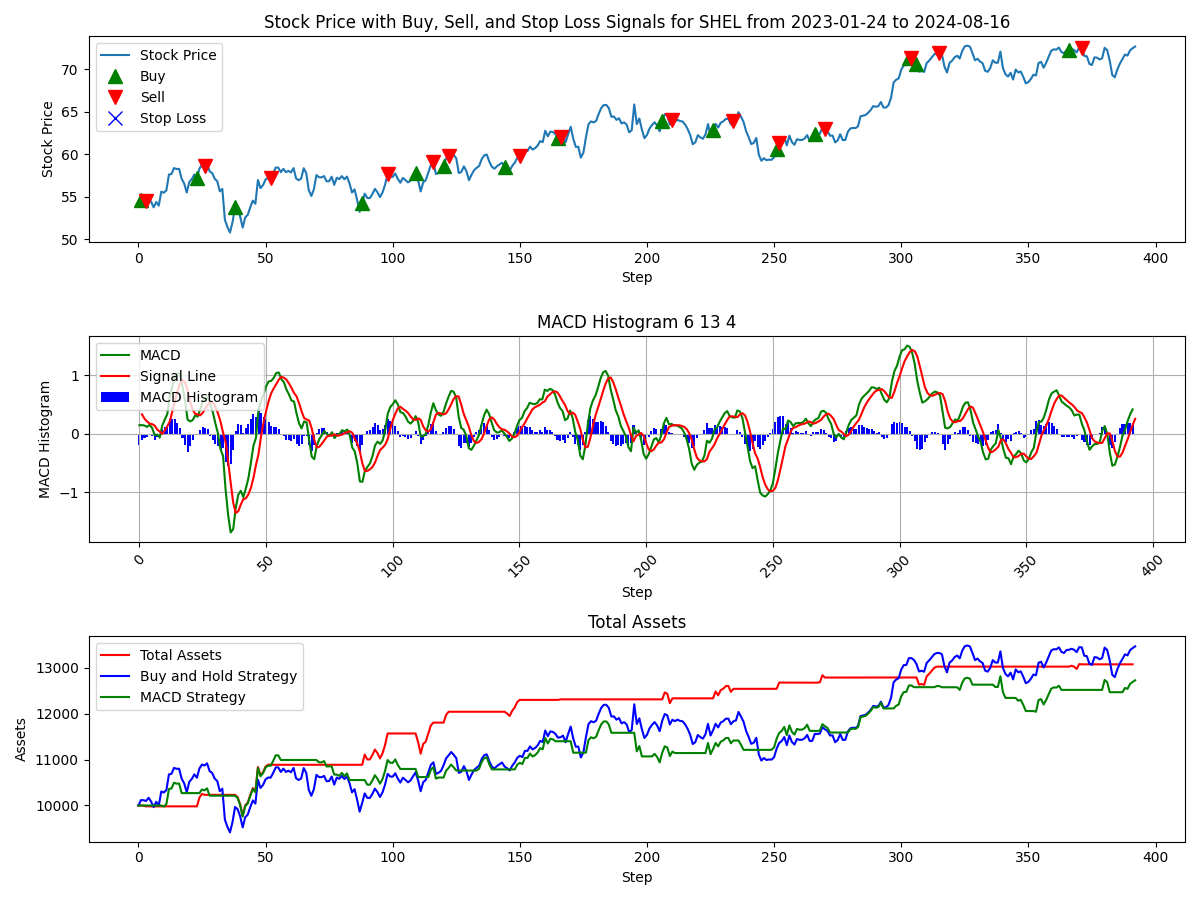 Stock Price with Buy, Sell, and Stop Loss Signals for SHEL from 2023-01-24 to 2024-08-16
Stock Price
Buy
Sell
Stop Loss
Stock Price
70
65
60
55
50
0 50 100 150 200 250 300 350 400
Step
MACD Histogram 6 13 4
MACD
Signal Line
MACD Histogram
MACD Histogram
1
0
−1
0 50 100 150 200 250 300 350 400
Step
Total Assets
Total Assets
Buy and Hold Strategy
MACD Strategy
Assets
13000
12000
11000
10000
0 50 100 150 200 250 300 350 400
Step